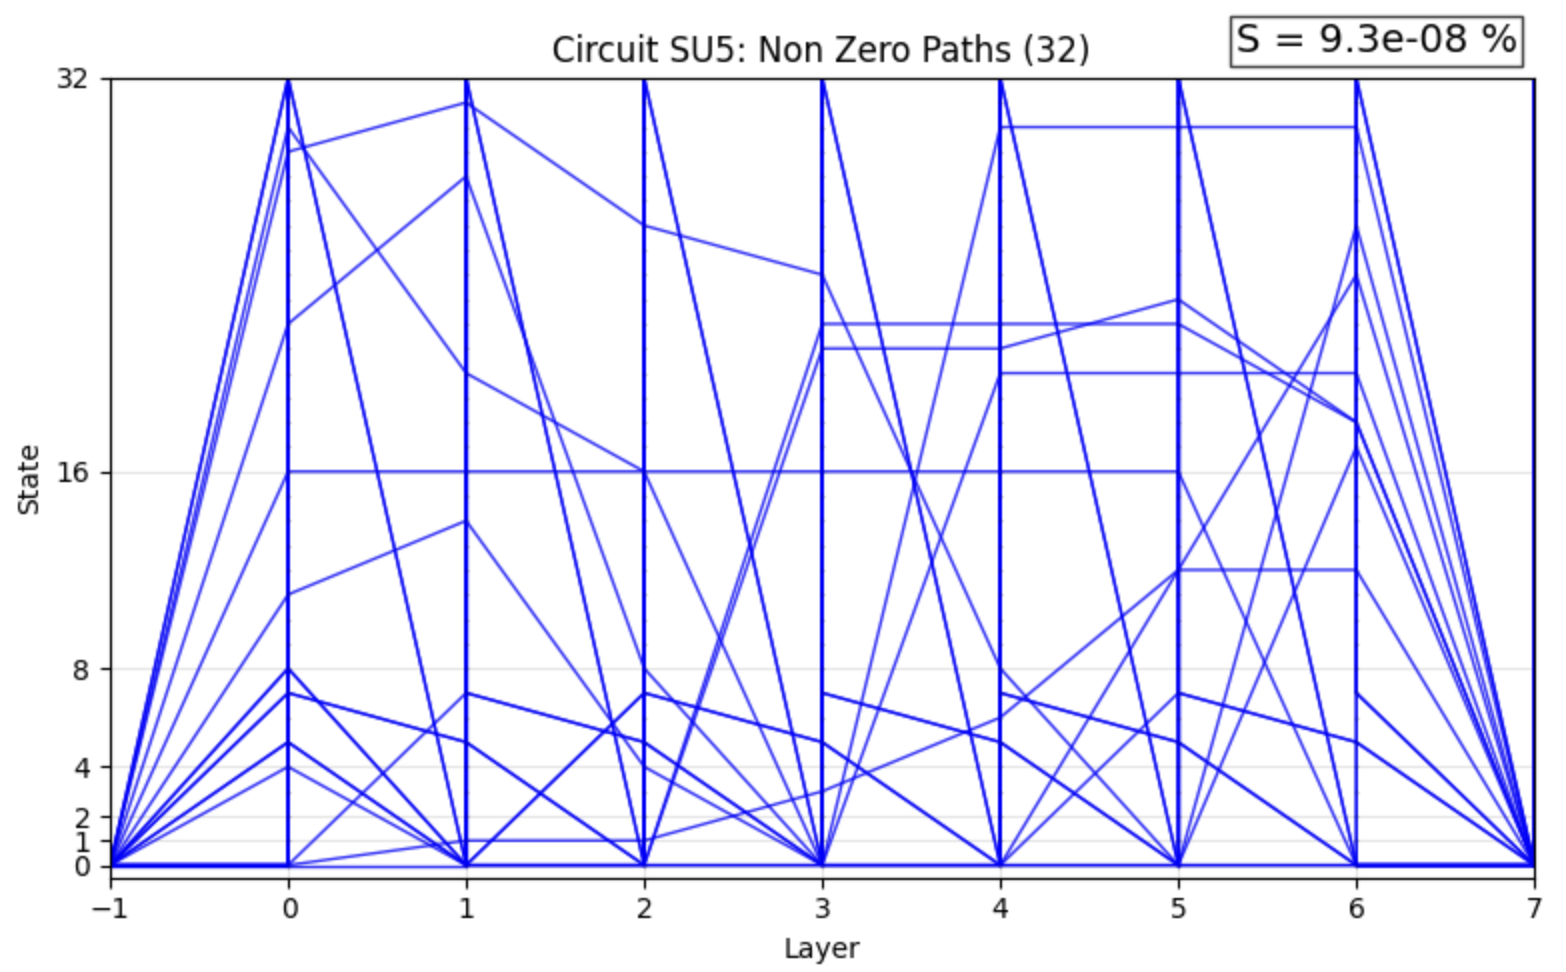 Circuit SU5: Non Zero Paths (32)
S = 9.3e-08 %
State
32
16
8
4
2
1
0
−1 0 1 2 3 4 5 6 7
Layer